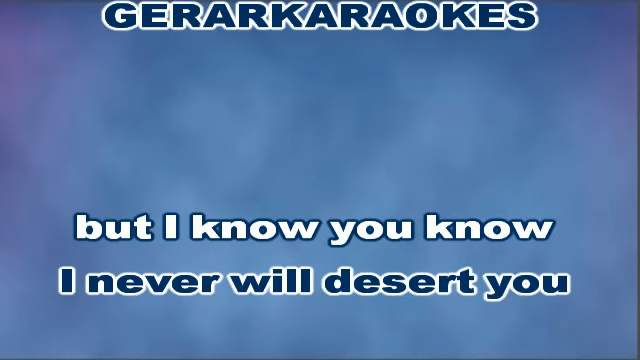 GERARKARAOKES
but I know you know
I never will desert you